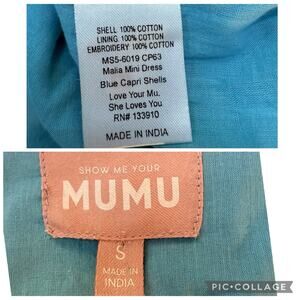 SHELL 100% COTTON
LINING 100% COTTON
EMBROIDERY 100% COTTON
MS5-6019 CP63
Malia Mini Dress
Blue Capri Shells
Love Your Mu.
She Loves You
RN# 133910
MADE IN INDIA
SHOW ME YOUR
MUMU
S
MADE IN
INDIA
PIC•COLLAGE